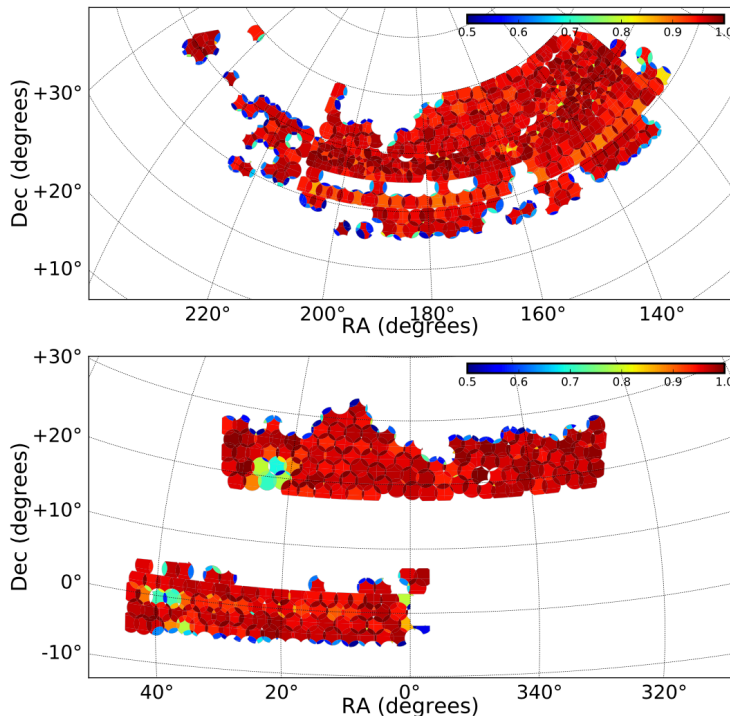 0.5 0.6 0.7 0.8 0.9 1.0
+30°
+20°
+10°
Dec (degrees)
220° 200° 180° 160° 140°
RA (degrees)
+30°
0.5 0.6 0.7 0.8 0.9 1.0
+20°
+10°
0°
-10°
Dec (degrees)
40° 20° 0° 340° 320°
RA (degrees)